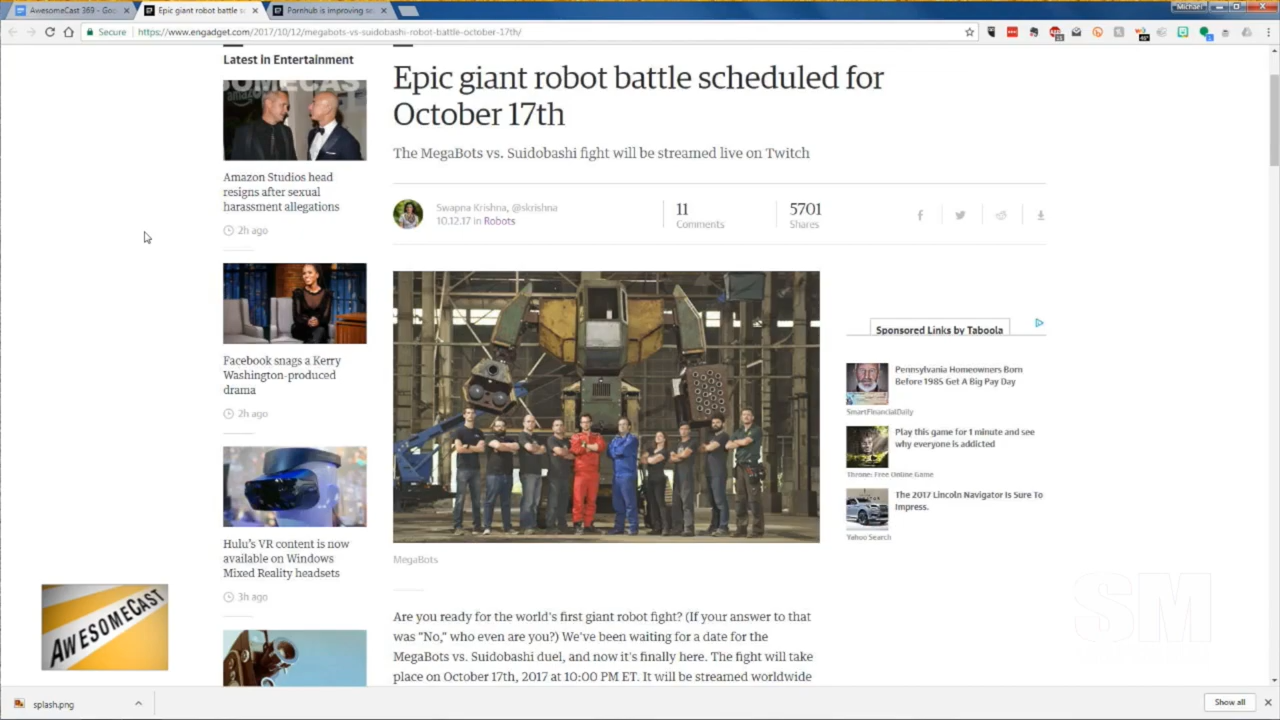 AwesomeCast 369 - Goo
Epic giant robot battle s
Pornhub is improving se
Michael
Secure
https://www.engadget.com/2017/10/12/megabots-vs-suidobashi-robot-battle-october-17th/
Latest in Entertainment
Amazon Studios head
resigns after sexual
harassment allegations
2h ago
Facebook snags a Kerry
Washington-produced
drama
2h ago
Hulu's VR content is now
available on Windows
Mixed Reality headsets
3h ago
Epic giant robot battle scheduled for
October 17th
The MegaBots vs. Suidobashi fight will be streamed live on Twitch
Swapna Krishna, @skrishna
10.12.17 in Robots
11
Comments
5701
Shares
MegaBots
Are you ready for the world's first giant robot fight? (If your answer to that
was "No," who even are you?) We've been waiting for a date for the
MegaBots vs. Suidobashi duel, and now it's finally here. The fight will take
place on October 17th, 2017 at 10:00 PM ET. It will be streamed worldwide
Sponsored Links by Taboola
Pennsylvania Homeowners Born
Before 1985 Get A Big Pay Day
SmartFinancialDaily
Play this game for 1 minute and see
why everyone is addicted
Throne: Free Online Game
The 2017 Lincoln Navigator Is Sure To
Impress.
Yahoo Search
AWESOMECAST
SM
splash.png
Show all